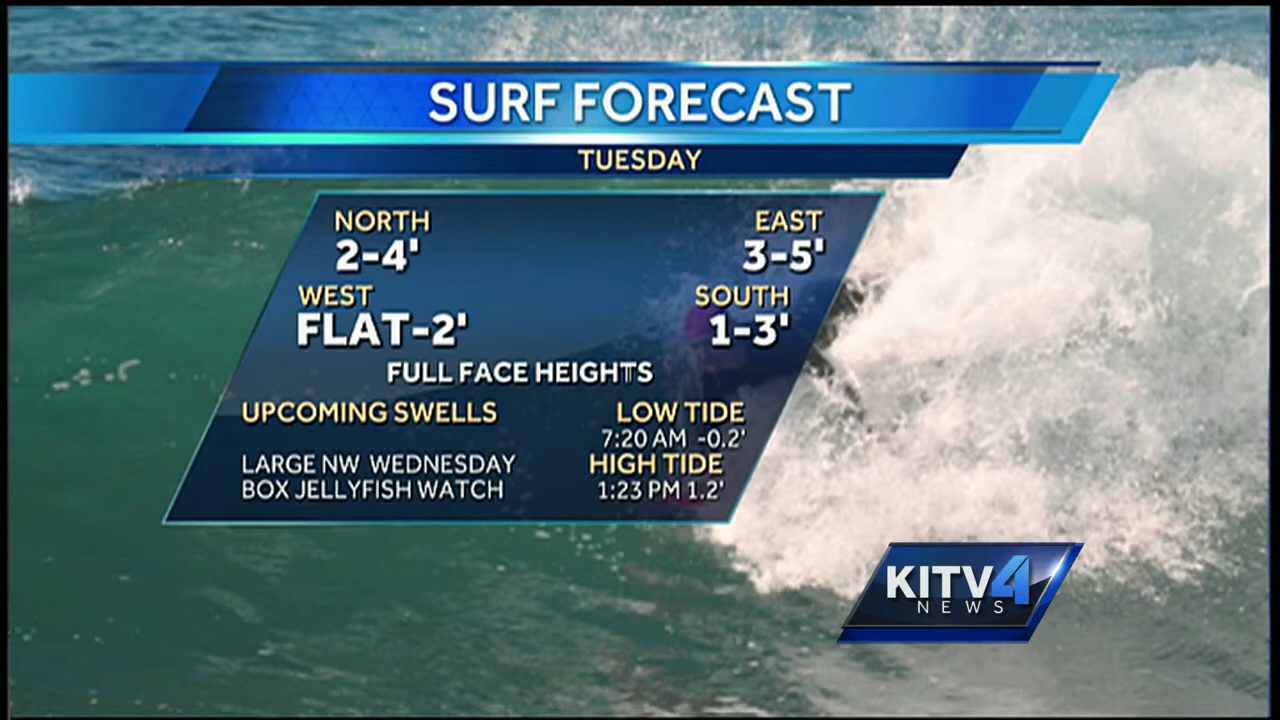 SURF FORECAST
TUESDAY
NORTH
2-4'
EAST
3-5'
WEST
FLAT-2'
SOUTH
1-3'
FULL FACE HEIGHTS
UPCOMING SWELLS
LARGE NW WEDNESDAY
BOX JELLYFISH WATCH
LOW TIDE
7:20 AM -0.2'
HIGH TIDE
1:23 PM 1.2'
KITV4
NEWS